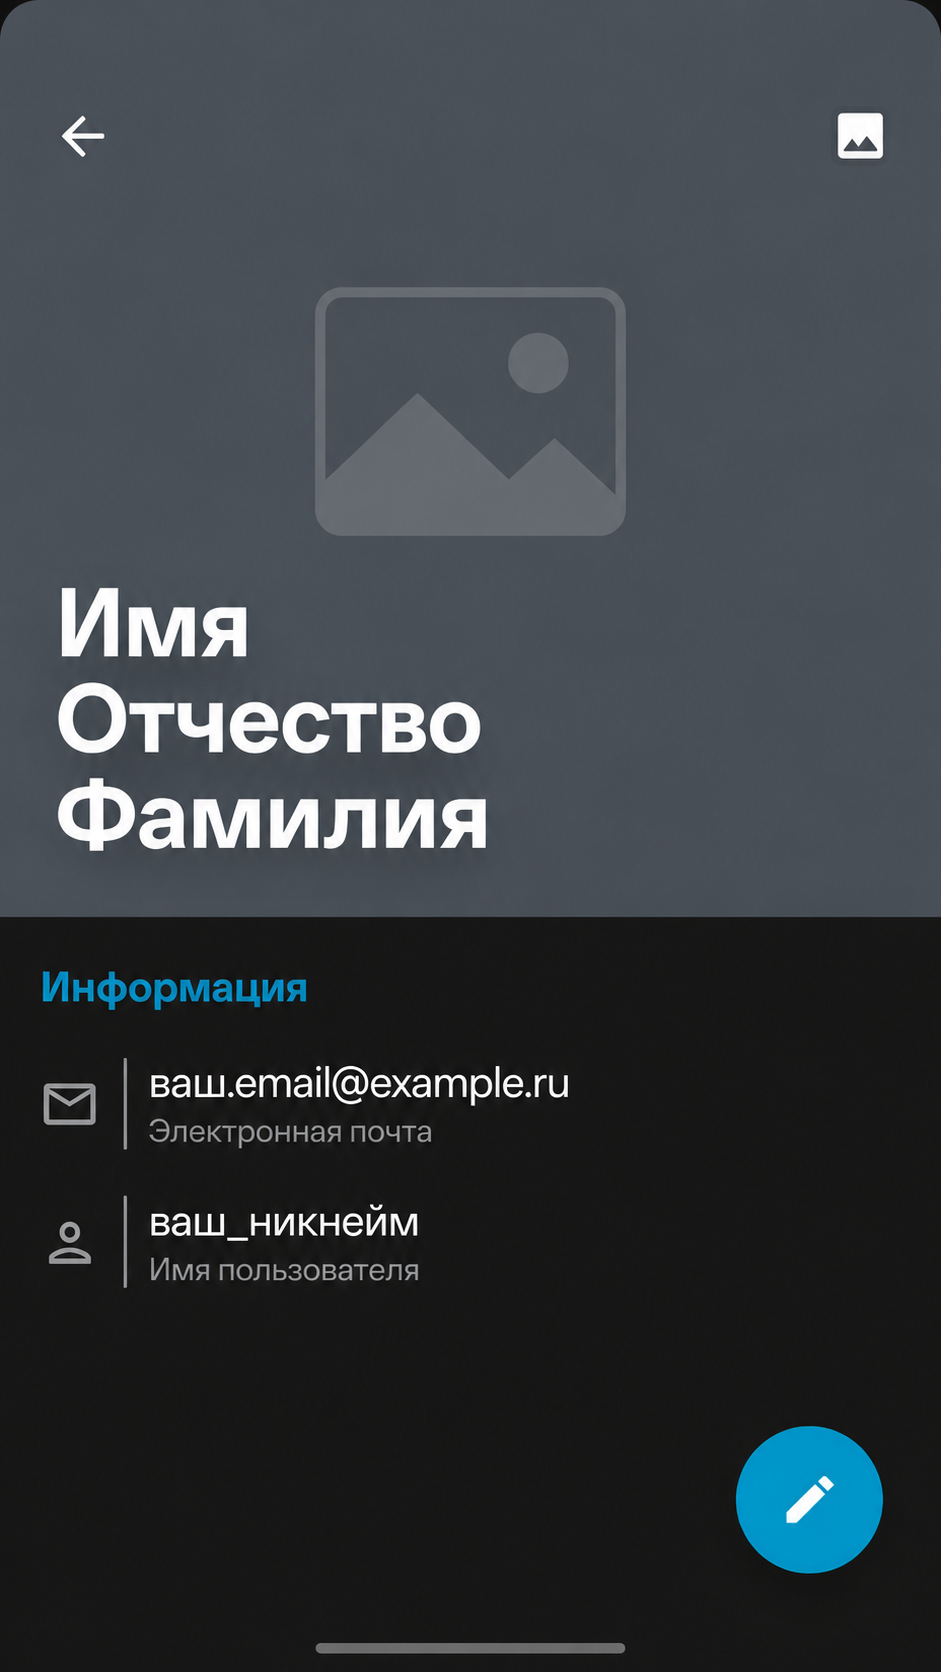 Имя
Отчество
Фамилия
Информация
ваш.email@example.ru
Электронная почта
ваш_никнейм
Имя пользователя